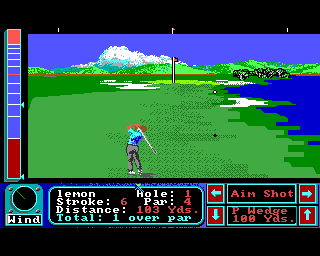 lemon Hole: 1
Stroke: 6 Par: 4
Distance: 103 Yds.
Total: 1 over par
Wind
Aim Shot
P Wedge
100 Yds.